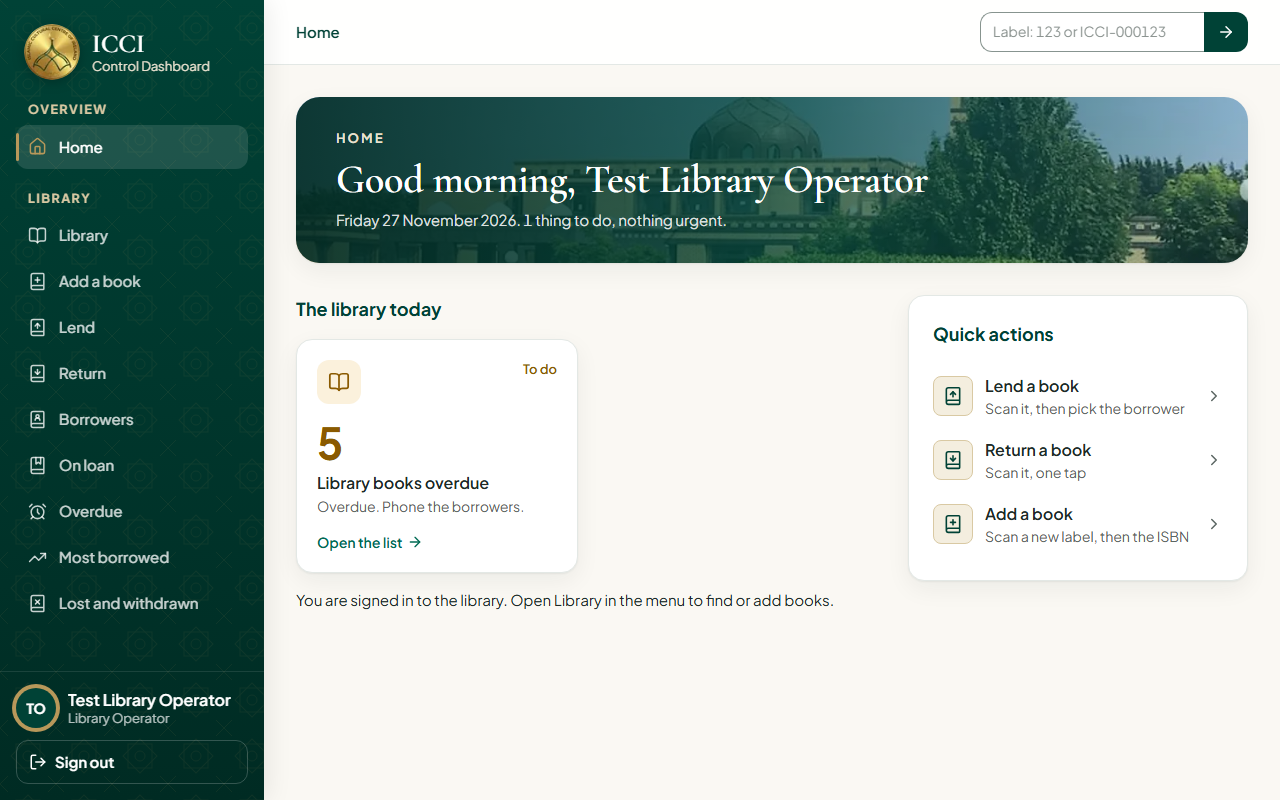 ICCI
Control Dashboard
OVERVIEW
Home
LIBRARY
Library
Add a book
Lend
Return
Borrowers
On loan
Overdue
Most borrowed
Lost and withdrawn
TO
Test Library Operator
Library Operator
Sign out
Home
Label: 123 or ICCI-000123
HOME
Good morning, Test Library Operator
Friday 27 November 2026. 1 thing to do, nothing urgent.
The library today
To do
5
Library books overdue
Overdue. Phone the borrowers.
Open the list
You are signed in to the library. Open Library in the menu to find or add books.
Quick actions
Lend a book
Scan it, then pick the borrower
Return a book
Scan it, one tap
Add a book
Scan a new label, then the ISBN